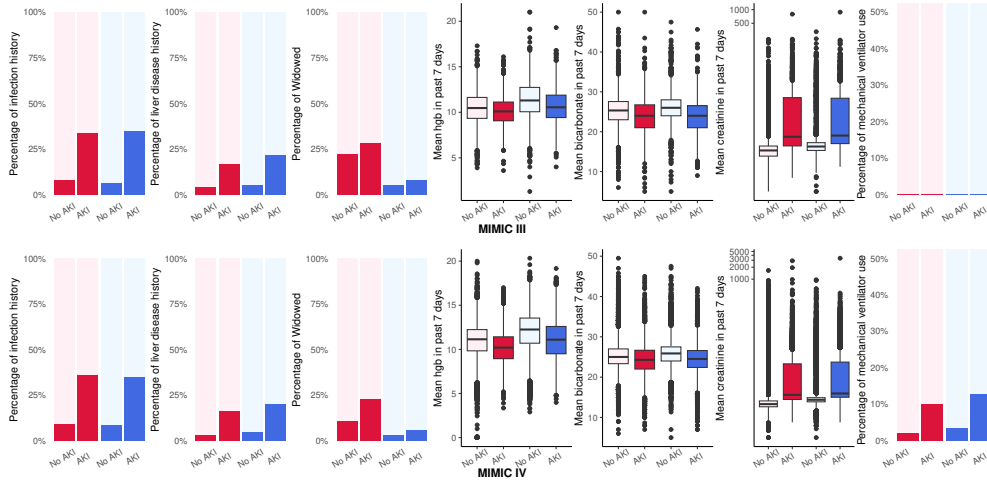 Percentage of infection history
100%
75%
50%
25%
0%
No AKI
AKI
No AKI
AKI
Percentage of liver disease history
100%
75%
50%
25%
0%
No AKI
AKI
No AKI
AKI
Percentage of Widowed
100%
75%
50%
25%
0%
No AKI
AKI
No AKI
AKI
Mean hgb in past 7 days
20
15
10
5
No AKI
AKI
No AKI
AKI
Mean bicarbonate in past 7 days
50
40
30
20
10
No AKI
AKI
No AKI
AKI
Mean creatinine in past 7 days
1000
500
No AKI
AKI
No AKI
AKI
Percentage of mechanical ventilator use
50%
40%
30%
20%
10%
0%
No AKI
AKI
No AKI
AKI
MIMIC III
Percentage of infection history
100%
75%
50%
25%
0%
No AKI
AKI
No AKI
AKI
Percentage of liver disease history
100%
75%
50%
25%
0%
No AKI
AKI
No AKI
AKI
Percentage of Widowed
100%
75%
50%
25%
0%
No AKI
AKI
No AKI
AKI
Mean hgb in past 7 days
20
15
10
5
0
No AKI
AKI
No AKI
AKI
Mean bicarbonate in past 7 days
50
40
30
20
10
No AKI
AKI
No AKI
AKI
Mean creatinine in past 7 days
5000
3000
2000
1000
No AKI
AKI
No AKI
AKI
Percentage of mechanical ventilator use
50%
40%
30%
20%
10%
0%
No AKI
AKI
No AKI
AKI
MIMIC IV